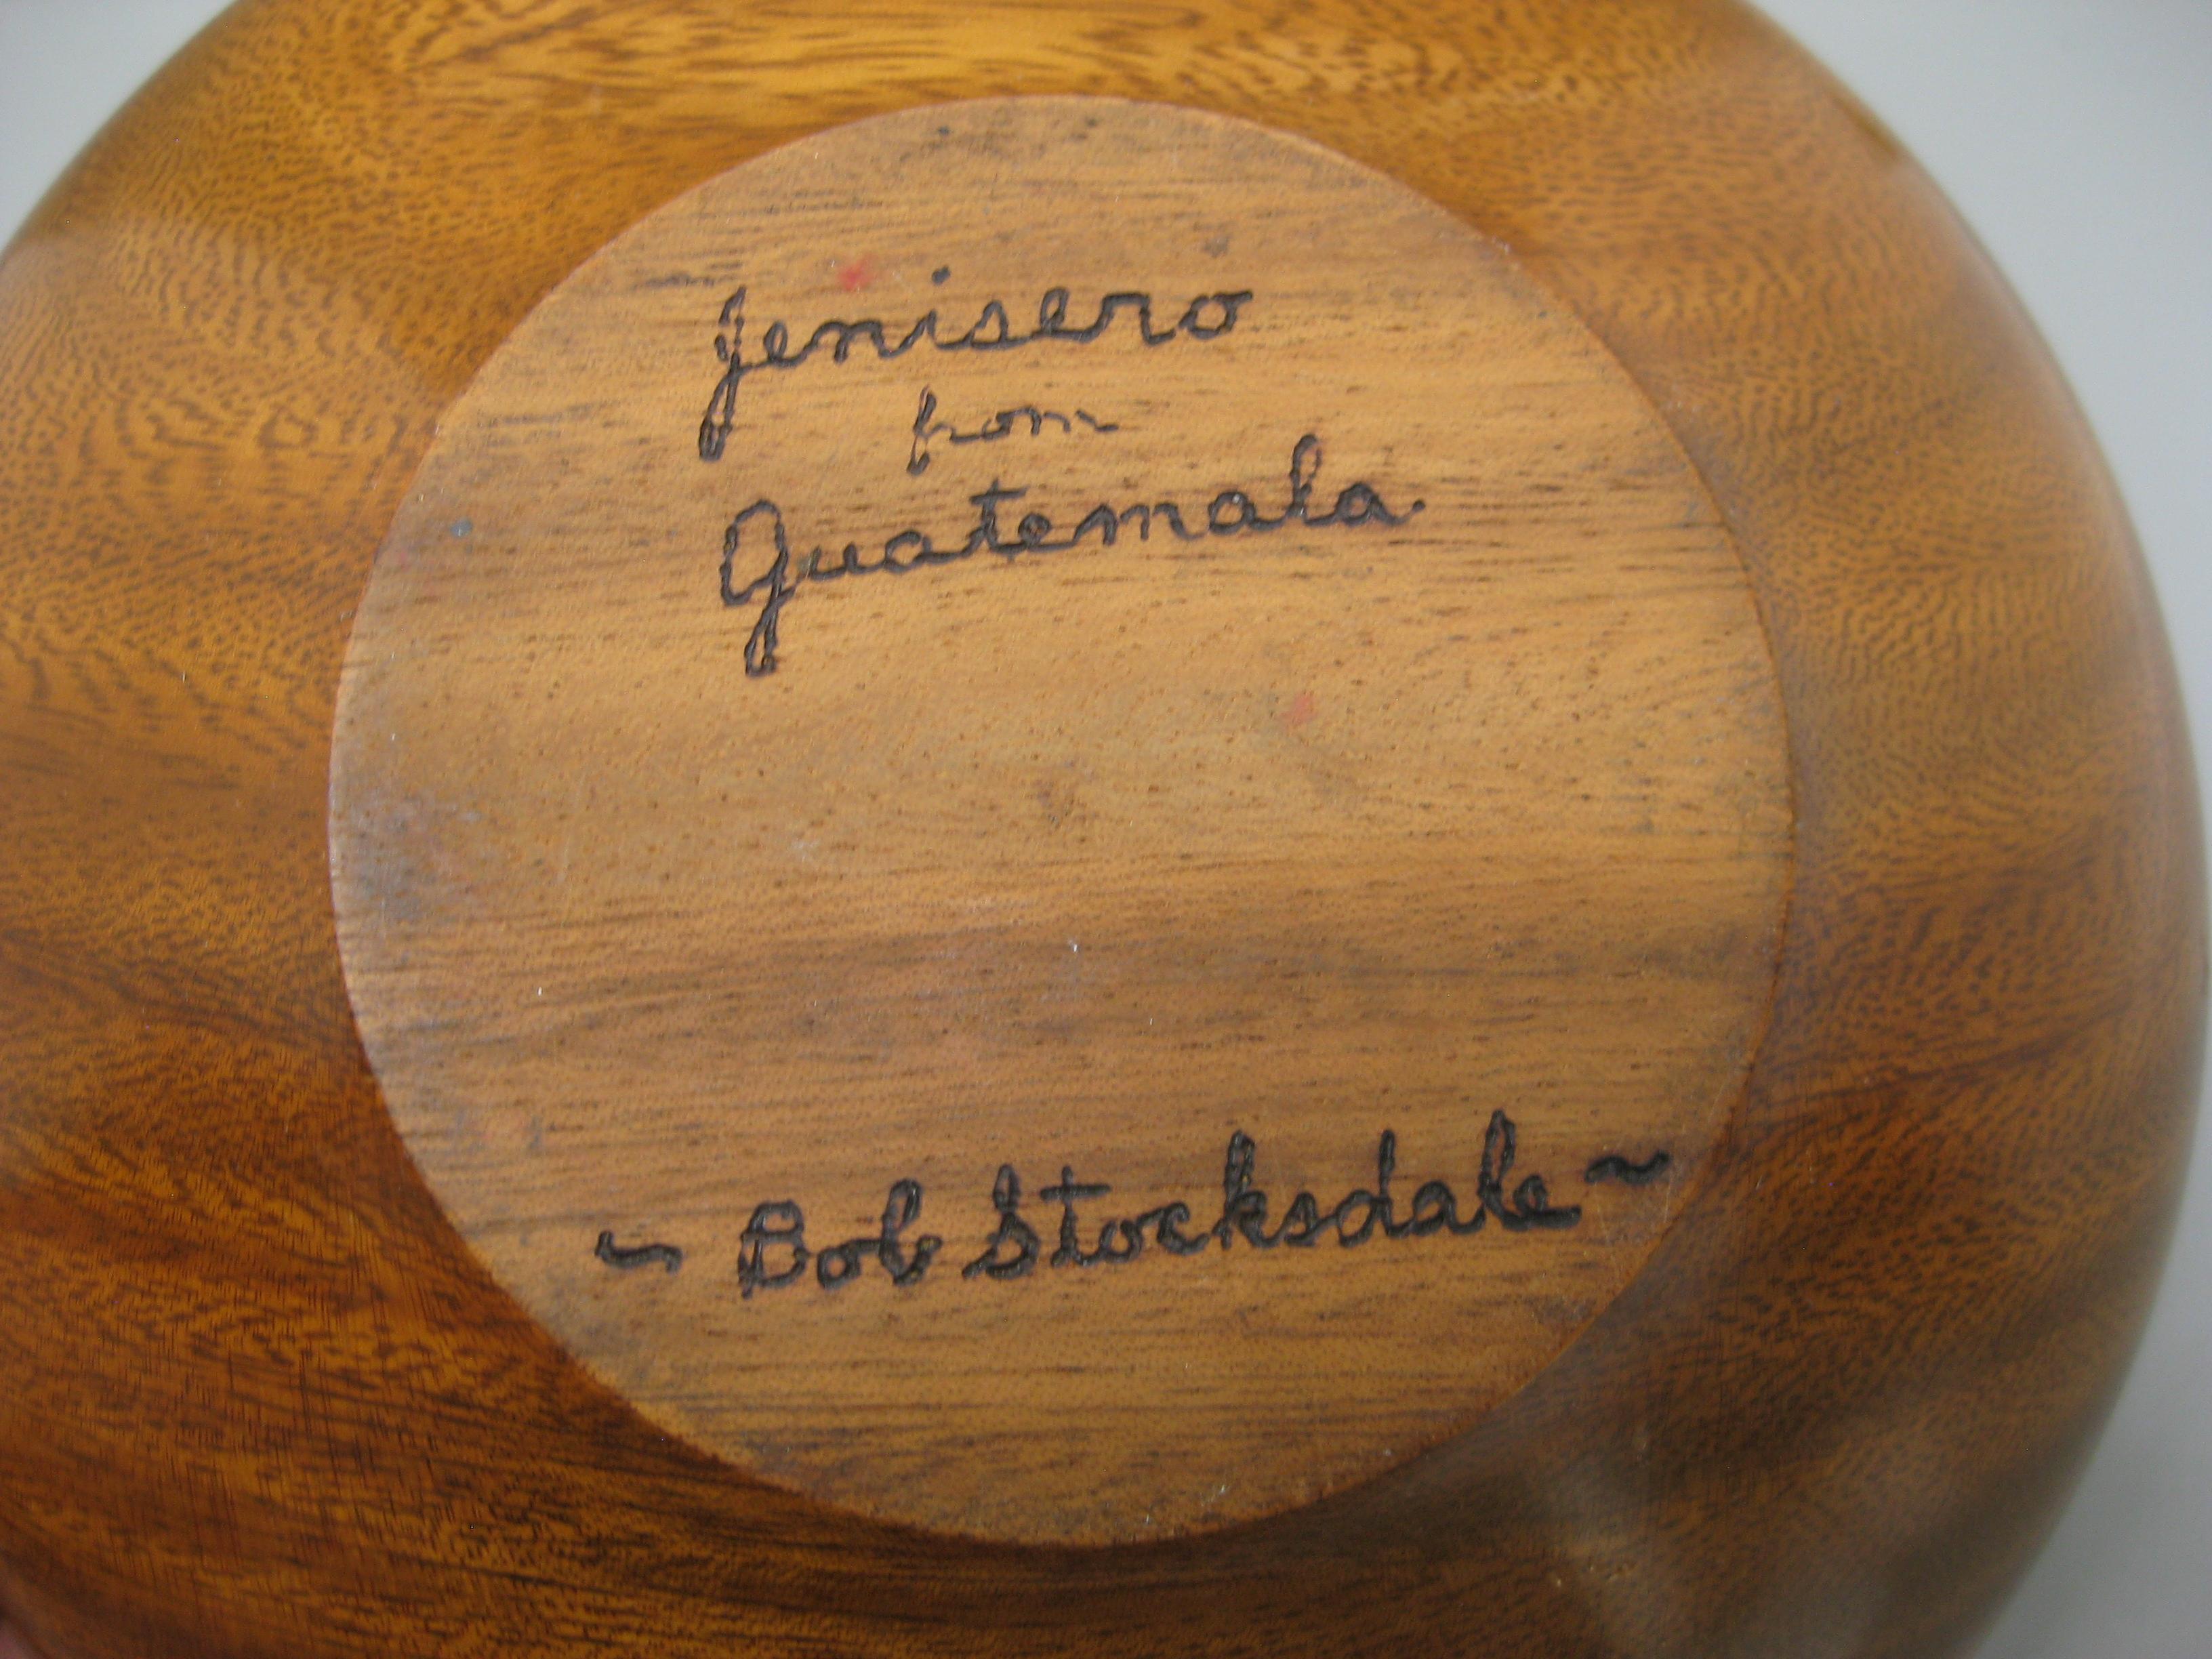 Jenisero
from
Guatemala
~ Bob Stocksdale ~